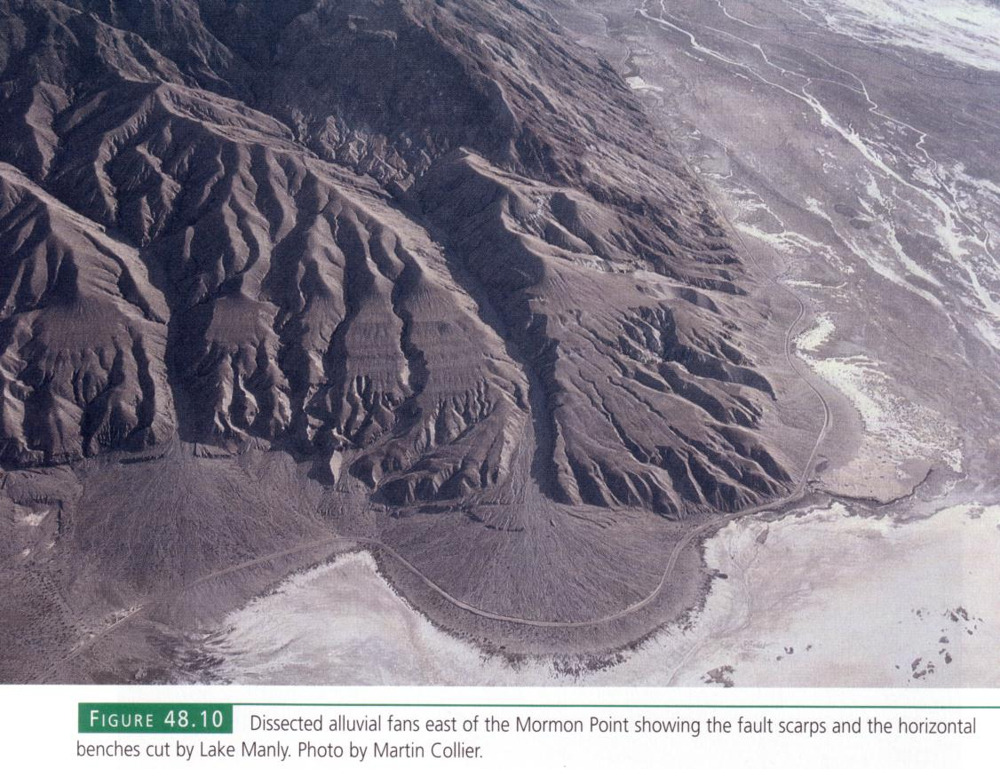 FIGURE 48.10 Dissected alluvial fans east of the Mormon Point showing the fault scarps and the horizontal
benches cut by Lake Manly. Photo by Martin Collier.